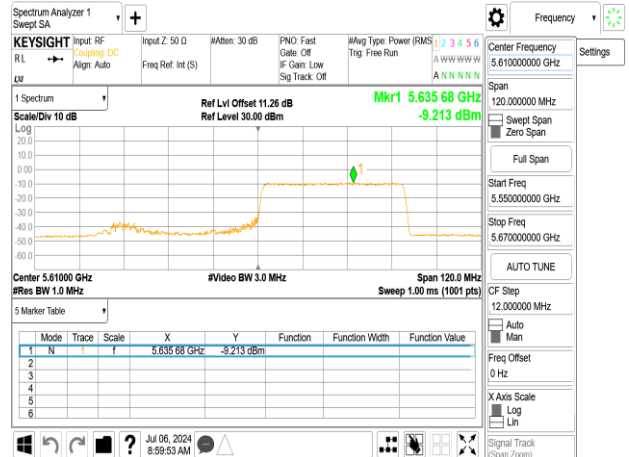 Spectrum Analyzer 1
Swept SA
Frequency
KEYSIGHT
RL
Input: RF
Coupling: DC
Align: Auto
Input Z: 50 Ω
Freq Ref: Int (S)
#Atten: 30 dB
PNO: Fast
Gate: Off
IF Gain: Low
Sig Track: Off
#Avg Type: Power (RMS
Trig: Free Run
1 2 3 4 5 6
A W W W W W
A N N N N N
1 Spectrum
Scale/Div 10 dB
Ref Lvl Offset 11.26 dB
Ref Level 30.00 dBm
Mkr1 5.635 68 GHz
-9.213 dBm
Log
20.0
10.0
0.00
-10.0
-20.0
-30.0
-40.0
-50.0
-60.0
1
Center 5.61000 GHz
#Res BW 1.0 MHz
#Video BW 3.0 MHz
Span 120.0 MHz
Sweep 1.00 ms (1001 pts)
5 Marker Table
Mode Trace Scale X Y Function Function Width Function Value
1 N 1 f 5.635 68 GHz -9.213 dBm
2
3
4
5
6
Jul 06, 2024
8:59:53 AM
Center Frequency
5.610000000 GHz
Settings
Span
120.000000 MHz
Swept Span
Zero Span
Full Span
Start Freq
5.550000000 GHz
Stop Freq
5.670000000 GHz
AUTO TUNE
CF Step
12.000000 MHz
Auto
Man
Freq Offset
0 Hz
X Axis Scale
Log
Lin
Signal Track
(Span Zoom)